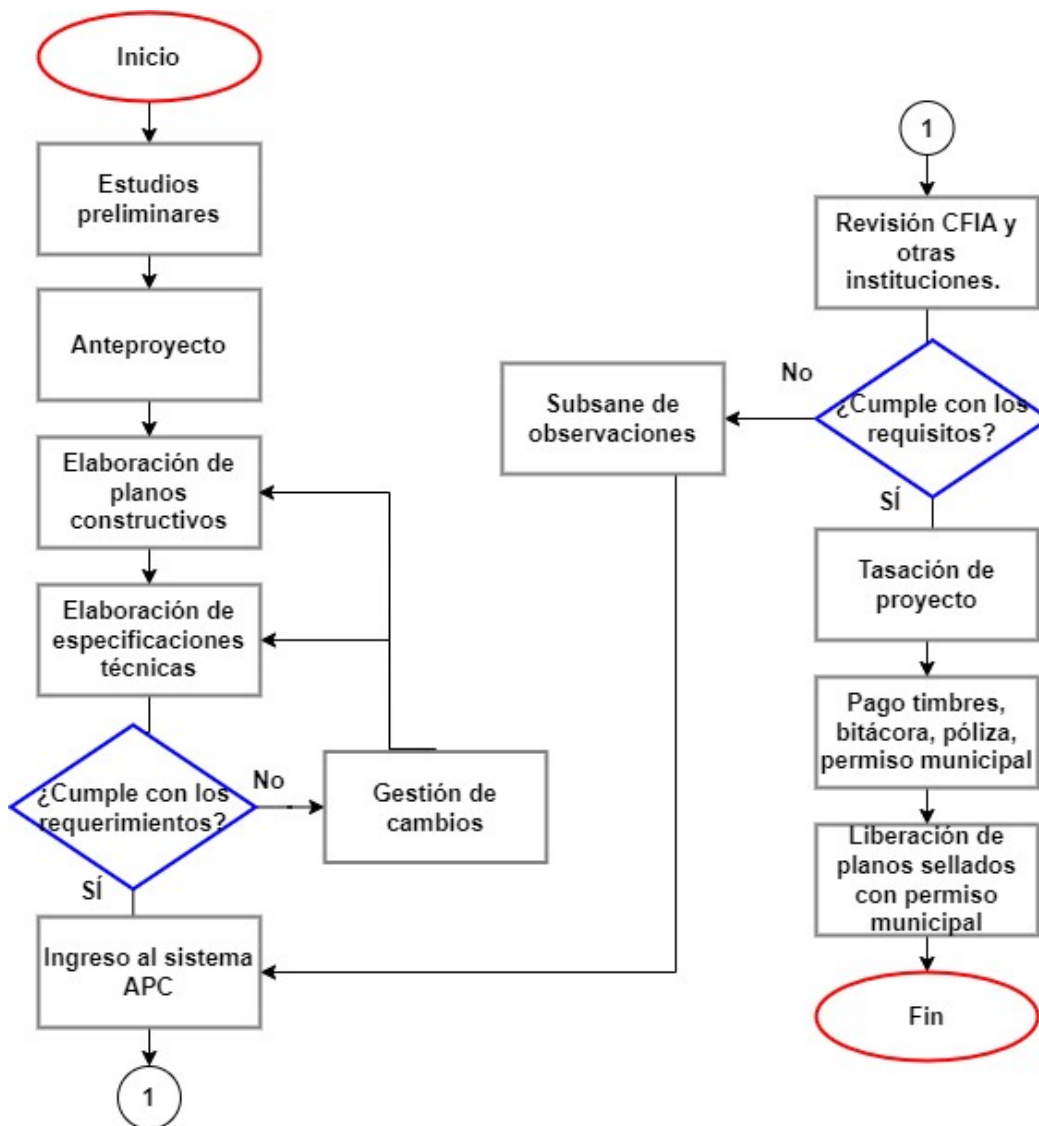 Inicio
Estudios
preliminares
Anteproyecto
Elaboración de
planos
constructivos
Elaboración de
especificaciones
técnicas
¿Cumple con los
requerimientos?
No
Gestión de
cambios
SÍ
Ingreso al sistema
APC
1
1
Revisión CFIA y
otras
instituciones.
¿Cumple con los
requisitos?
No
Subsane de
observaciones
SÍ
Tasación de
proyecto
Pago timbres,
bitácora, póliza,
permiso municipal
Liberación de
planos sellados
con permiso
municipal
Fin